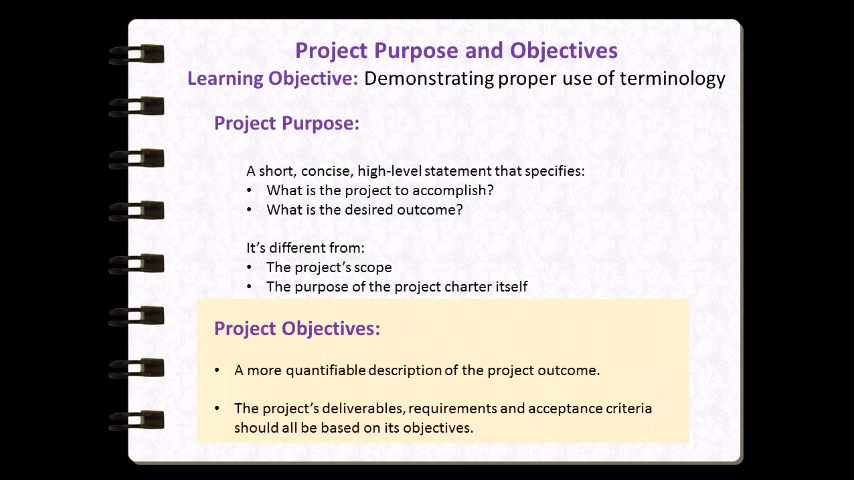 Project Purpose and Objectives
Learning Objective: Demonstrating proper use of terminology
Project Purpose:
A short, concise, high-level statement that specifies:
• What is the project to accomplish?
• What is the desired outcome?
It's different from:
• The project's scope
• The purpose of the project charter itself
Project Objectives:
• A more quantifiable description of the project outcome.
• The project's deliverables, requirements and acceptance criteria
should all be based on its objectives.